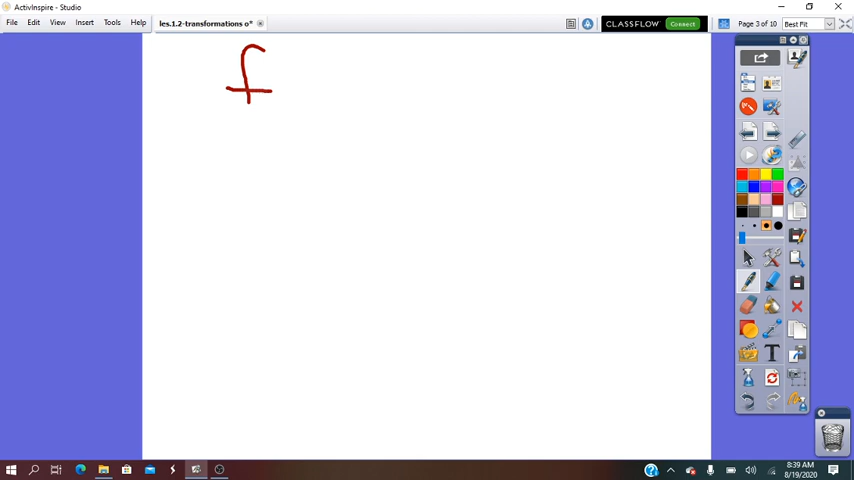 ActivInspire - Studio
File Edit View Insert Tools Help les.1.2-transformations o* CLASSFLOW Connect Page 3 of 10 Best Fit
f
T
8:39 AM
8/19/2020